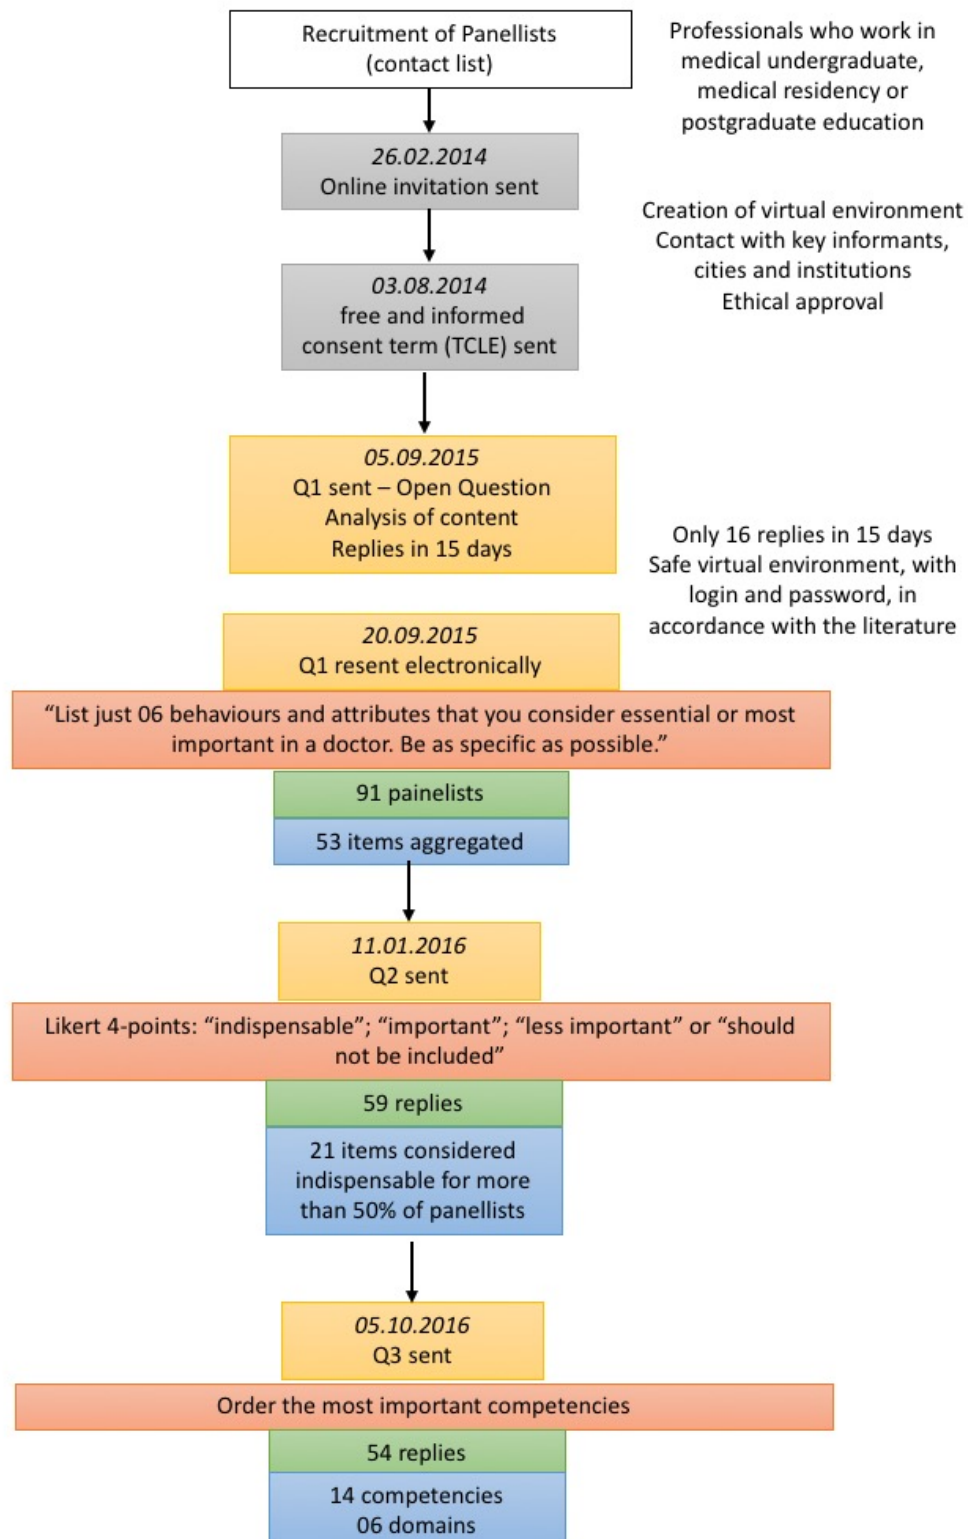 Recruitment of Panellists
(contact list)
Professionals who work in
medical undergraduate,
medical residency or
postgraduate education
26.02.2014
Online invitation sent
Creation of virtual environment
Contact with key informants,
cities and institutions
Ethical approval
03.08.2014
free and informed
consent term (TCLE) sent
05.09.2015
Q1 sent – Open Question
Analysis of content
Replies in 15 days
Only 16 replies in 15 days
Safe virtual environment, with
login and password, in
accordance with the literature
20.09.2015
Q1 resent electronically
“List just 06 behaviours and attributes that you consider essential or most
important in a doctor. Be as specific as possible.”
91 painelists
53 items aggregated
11.01.2016
Q2 sent
Likert 4-points: “indispensable”; “important”; “less important” or “should
not be included”
59 replies
21 items considered
indispensable for more
than 50% of panellists
05.10.2016
Q3 sent
Order the most important competencies
54 replies
14 competencies
06 domains